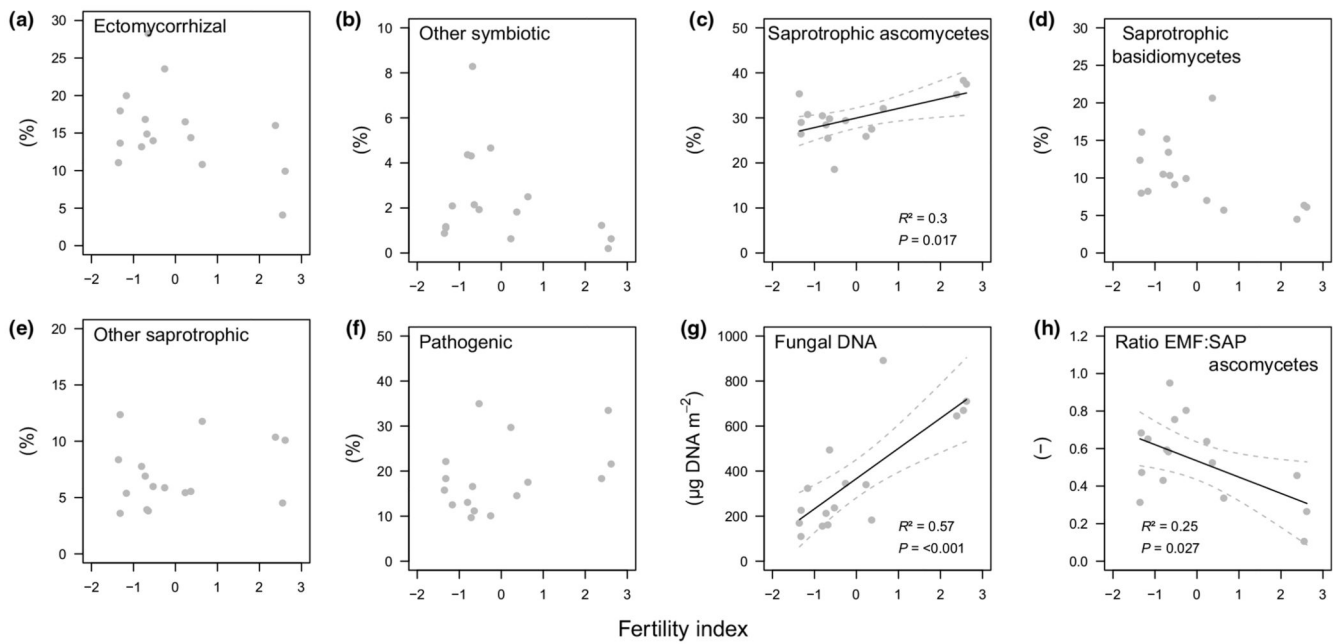 (a)
Ectomycorrhizal
(%)
30
25
20
15
10
5
0
−2 −1 0 1 2 3
(b)
Other symbiotic
(%)
10
8
6
4
2
0
−2 −1 0 1 2 3
(c)
Saprotrophic ascomycetes
(%)
50
40
30
20
10
0
R² = 0.3
P = 0.017
−2 −1 0 1 2 3
(d)
Saprotrophic
basidiomycetes
(%)
30
25
20
15
10
5
0
−2 −1 0 1 2 3
(e)
Other saprotrophic
(%)
20
15
10
5
0
−2 −1 0 1 2 3
(f)
Pathogenic
(%)
50
40
30
20
10
0
−2 −1 0 1 2 3
(g)
Fungal DNA
(µg DNA m⁻²)
1000
800
600
400
200
0
R² = 0.57
P = <0.001
−2 −1 0 1 2 3
(h)
Ratio EMF:SAP
ascomycetes
(−)
1.2
1.0
0.8
0.6
0.4
0.2
0.0
R² = 0.25
P = 0.027
−2 −1 0 1 2 3
Fertility index